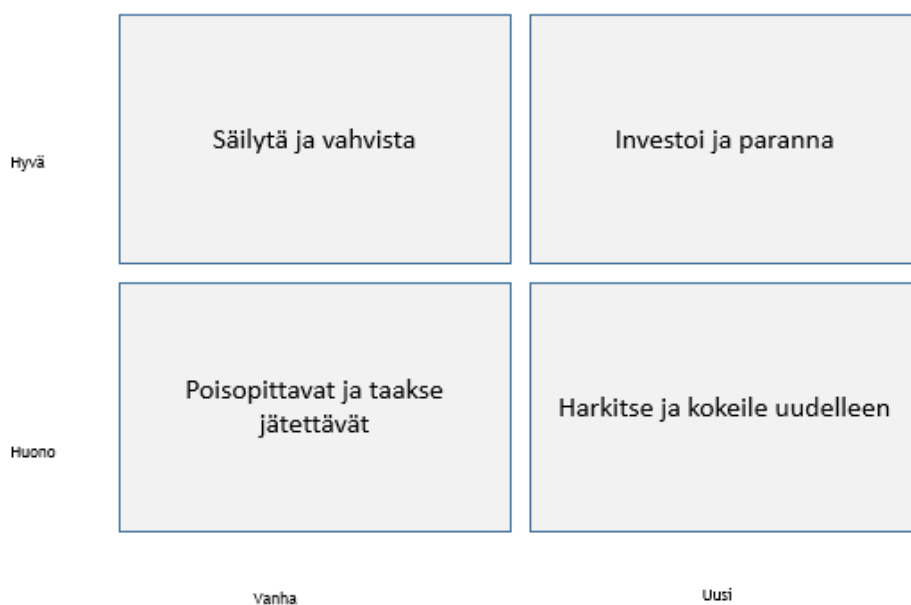 Säilytä ja vahvista
Investoi ja paranna
Hyvä
Poisopittavat ja taakse
jätettävät
Harkitse ja kokeile uudelleen
Huono
Vanha
Uusi